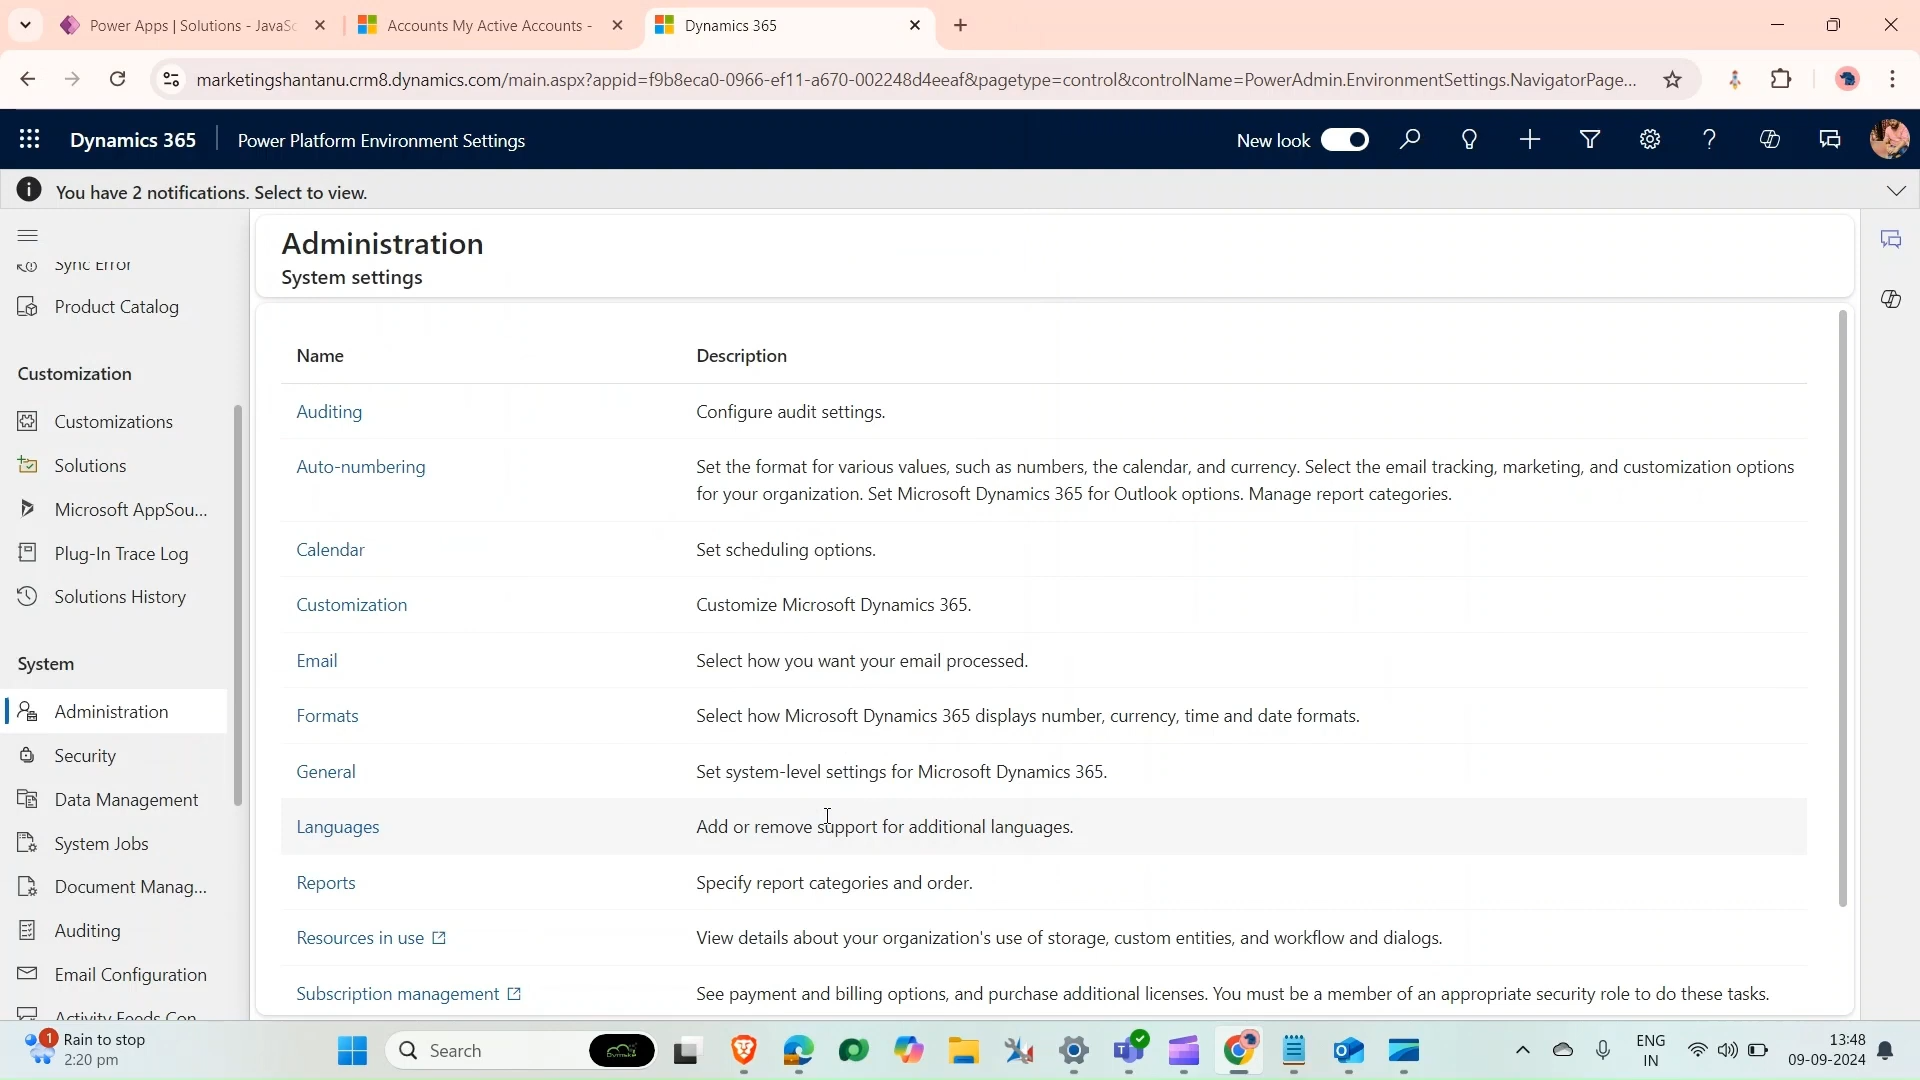 Power Apps | Solutions - JavaSc
Accounts My Active Accounts -
Dynamics 365
marketingshantanu.crm8.dynamics.com/main.aspx?appid=f9b8eca0-0966-ef11-a670-002248d4eeaf&pagetype=control&controlName=PowerAdmin.EnvironmentSettings.NavigatorPage...
Dynamics 365
Power Platform Environment Settings
New look
You have 2 notifications. Select to view.
Sync Error
Product Catalog
Customization
Customizations
Solutions
Microsoft AppSou...
Plug-In Trace Log
Solutions History
System
Administration
Security
Data Management
System Jobs
Document Manag...
Auditing
Email Configuration
Activity Feeds Con
Administration
System settings
Name Description
Auditing Configure audit settings.
Auto-numbering Set the format for various values, such as numbers, the calendar, and currency. Select the email tracking, marketing, and customization options
for your organization. Set Microsoft Dynamics 365 for Outlook options. Manage report categories.
Calendar Set scheduling options.
Customization Customize Microsoft Dynamics 365.
Email Select how you want your email processed.
Formats Select how Microsoft Dynamics 365 displays number, currency, time and date formats.
General Set system-level settings for Microsoft Dynamics 365.
Languages Add or remove support for additional languages.
Reports Specify report categories and order.
Resources in use View details about your organization's use of storage, custom entities, and workflow and dialogs.
Subscription management See payment and billing options, and purchase additional licenses. You must be a member of an appropriate security role to do these tasks.
1
Rain to stop
2:20 pm
Search
ENG
IN
13:48
09-09-2024